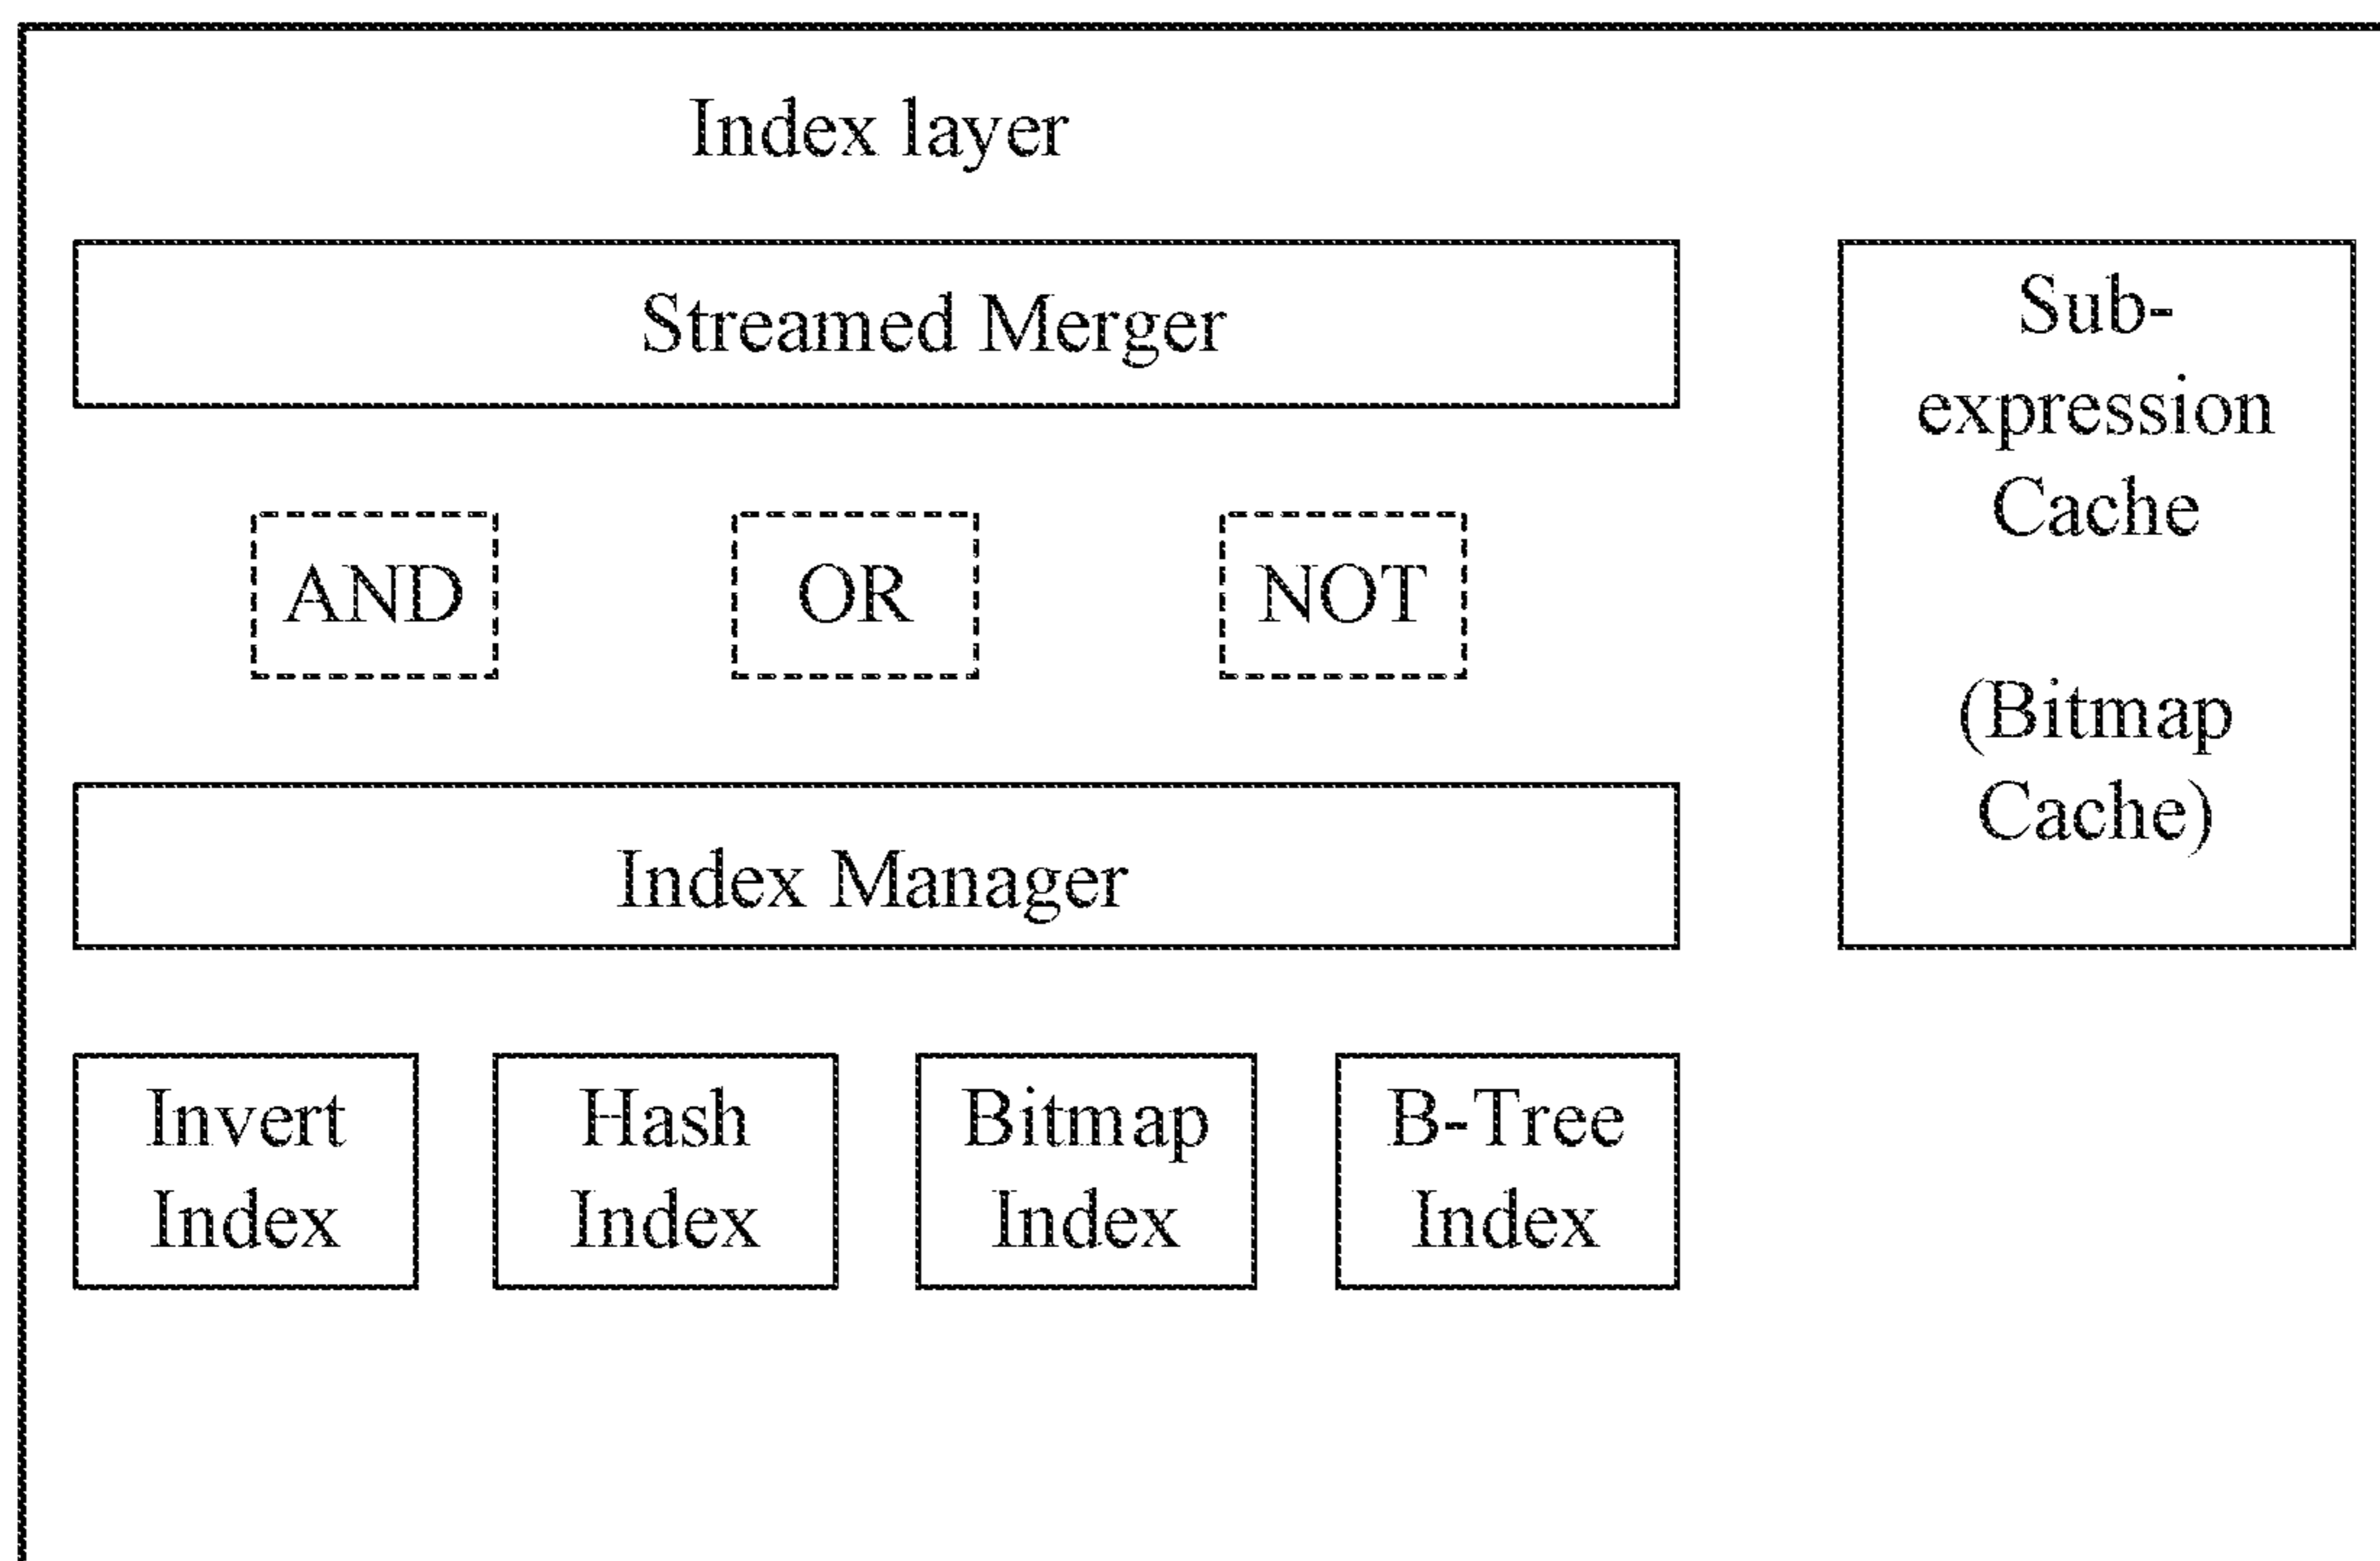 Index layer
Streamed Merger
AND
OR
NOT
Index Manager
Invert
Index
Hash
Index
Bitmap
Index
B-Tree
Index
Sub-
expression
Cache
(Bitmap
Cache)